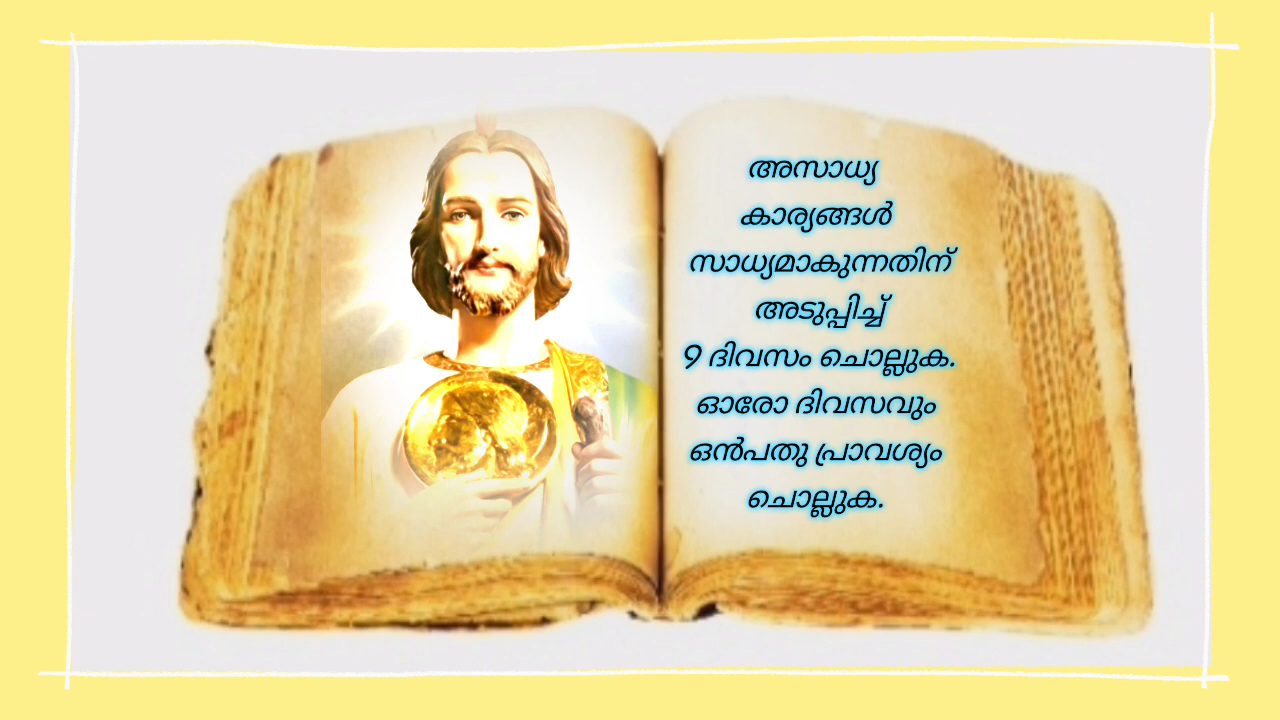 അസാധ്യ
കാര്യങ്ങൾ
സാധ്യമാകുന്നതിന്
അടുപ്പിച്ച്
9 ദിവസം ചൊല്ലുക.
ഓരോ ദിവസവും
ഒൻപതു പ്രാവശ്യം
ചൊല്ലുക.